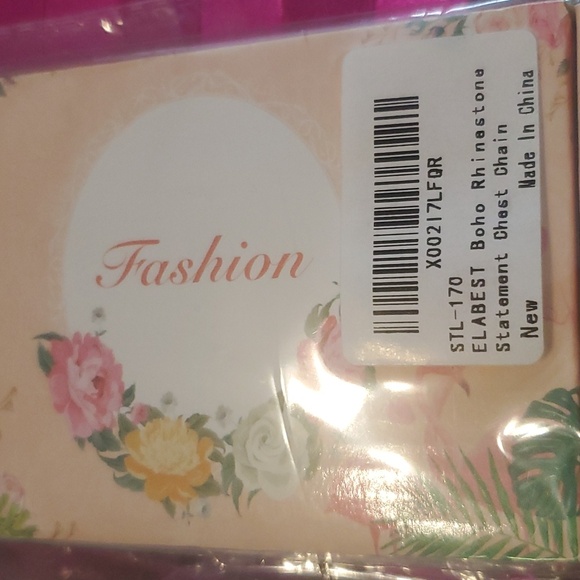 Fashion
X00217LFQR
STL-170
ELABEST Boho Rhinestone
Statement Chest Chain
New Made In China